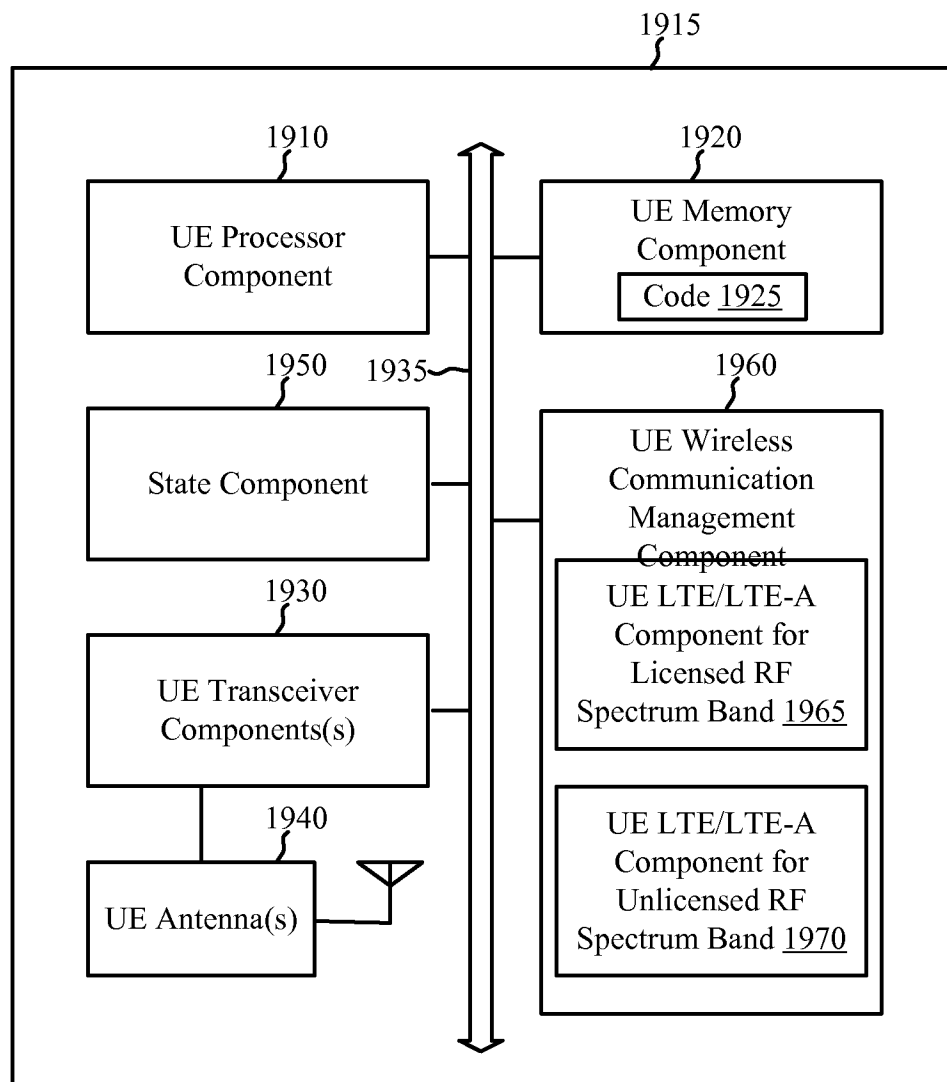 1915
1910
UE Processor
Component
1920
UE Memory
Component
Code 1925
1935
1950
State Component
1960
UE Wireless
Communication
Management
Component
UE LTE/LTE-A
Component for
Licensed RF
Spectrum Band 1965
1930
UE Transceiver
Components(s)
1940
UE Antenna(s)
UE LTE/LTE-A
Component for
Unlicensed RF
Spectrum Band 1970